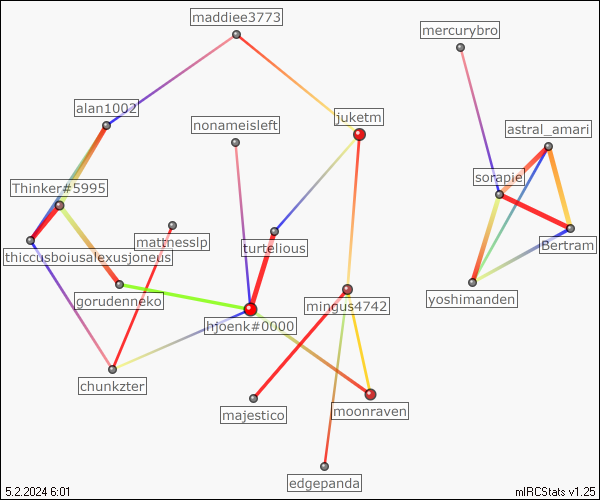 maddiee3773
mercurybro
alan1002
juketm
nonameisleft
astral_amari
sorapie
Thinker#5995
mattnesslp
turtelious
Bertram
thiccusboiusalexusjoneus
gorudenneko
mingus4742
yoshimanden
hjoenk#0000
chunkzter
majestico
moonraven
edgepanda
5.2.2024 6:01
mIRCStats v1.25